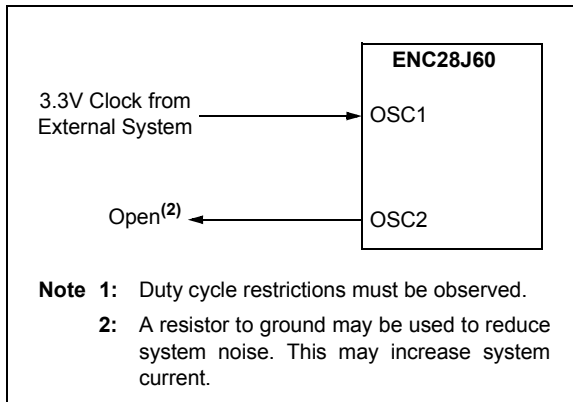 ENC28J60
3.3V Clock from
External System
OSC1
Open(2)
OSC2
Note 1: Duty cycle restrictions must be observed.
2: A resistor to ground may be used to reduce
system noise. This may increase system
current.